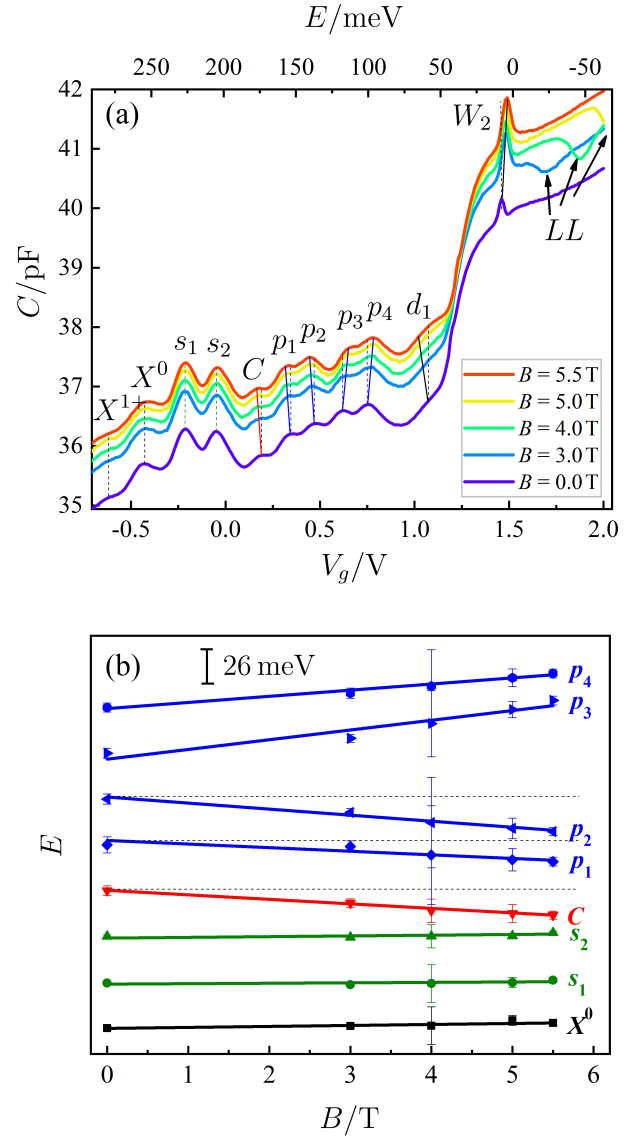 E/meV
250 200 150 100 50 0 -50
(a)
42
41
40
39
38
37
36
35
C/pF
W₂
LL
X¹⁺ X⁰ s₁ s₂ C p₁ p₂ p₃ p₄ d₁
B = 5.5 T
B = 5.0 T
B = 4.0 T
B = 3.0 T
B = 0.0 T
-0.5 0.0 0.5 1.0 1.5 2.0
V_g/V
(b)
26 meV
p₄
p₃
p₂
p₁
C
s₂
s₁
X⁰
E
0 1 2 3 4 5 6
B/T